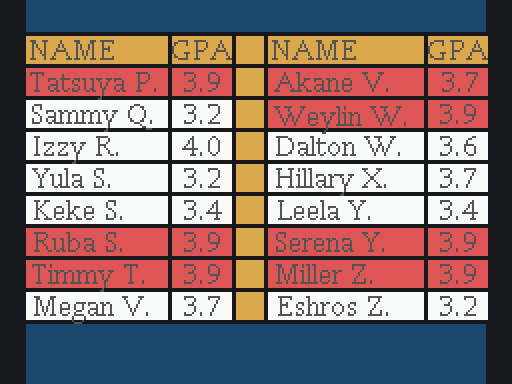 NAME GPA NAME GPA
Tatsuya P. 3.9 Akane V. 3.7
Sammy Q. 3.2 Weylin W. 3.9
Izzy R. 4.0 Dalton W. 3.6
Yula S. 3.2 Hillary X. 3.7
Keke S. 3.4 Leela Y. 3.4
Ruba S. 3.9 Serena Y. 3.9
Timmy T. 3.9 Miller Z. 3.9
Megan V. 3.7 Eshros Z. 3.2